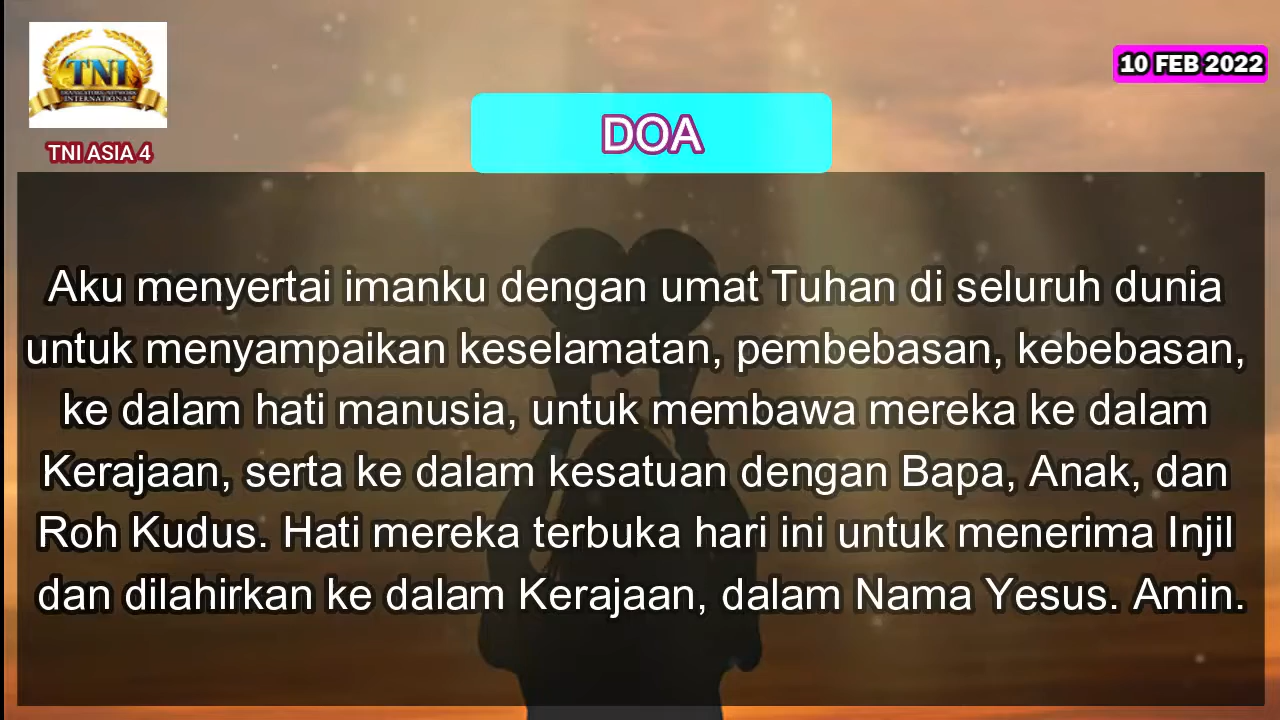 TNI
INTERNATIONAL
TNI ASIA 4
10 FEB 2022
DOA
Aku menyertai imanku dengan umat Tuhan di seluruh dunia
untuk menyampaikan keselamatan, pembebasan, kebebasan,
ke dalam hati manusia, untuk membawa mereka ke dalam
Kerajaan, serta ke dalam kesatuan dengan Bapa, Anak, dan
Roh Kudus. Hati mereka terbuka hari ini untuk menerima Injil
dan dilahirkan ke dalam Kerajaan, dalam Nama Yesus. Amin.